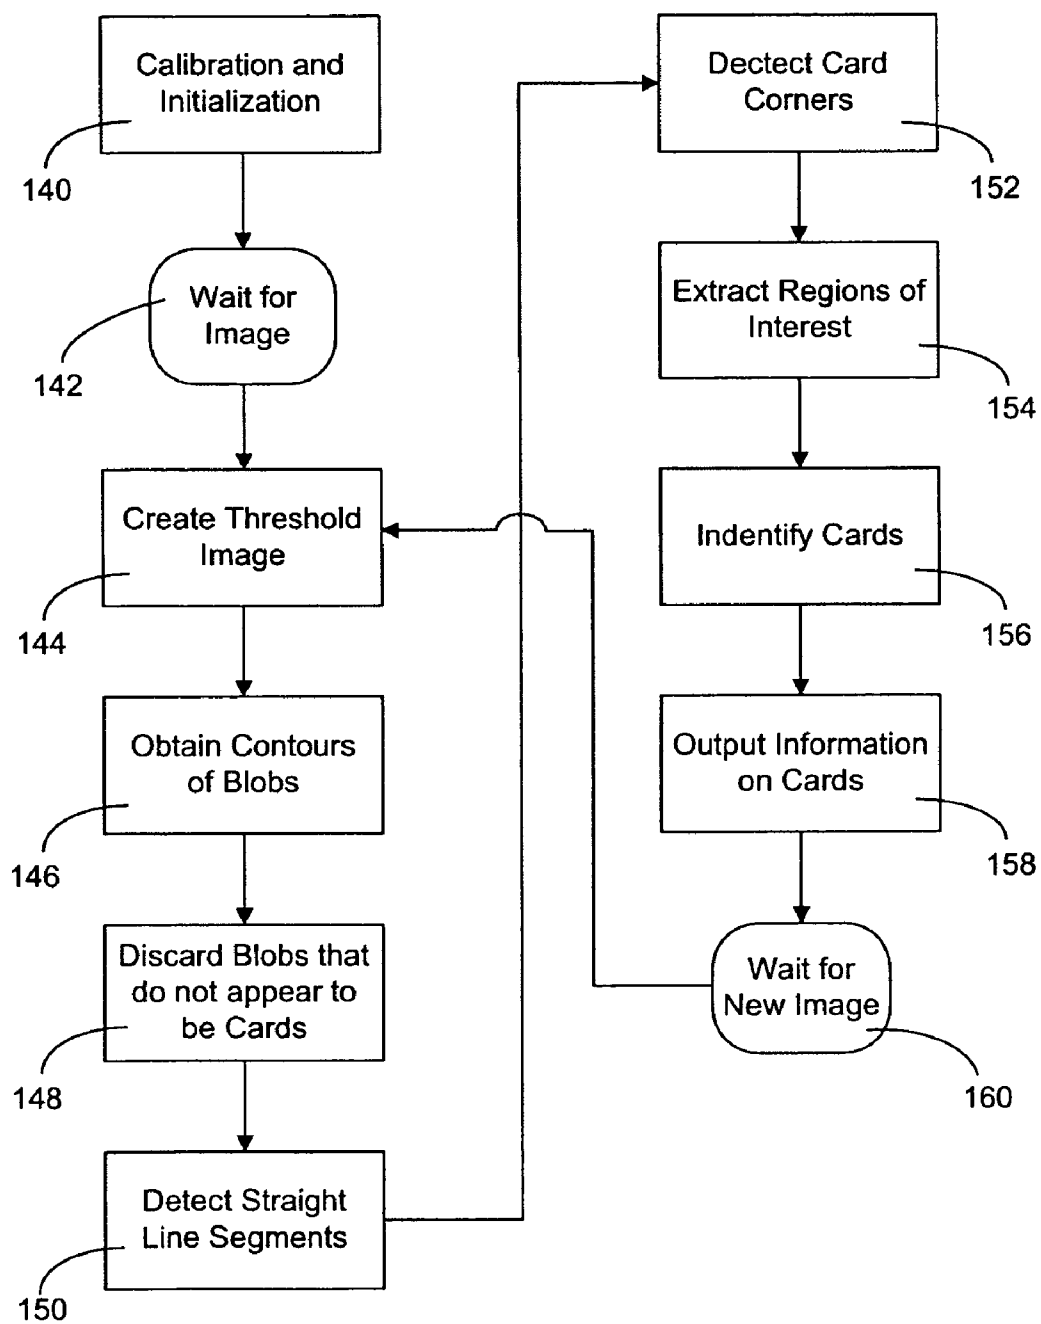 Calibration and
Initialization
140
Wait for
Image
142
Create Threshold
Image
144
Obtain Contours
of Blobs
146
Discard Blobs that
do not appear to
be Cards
148
Detect Straight
Line Segments
150
Dectect Card
Corners
152
Extract Regions of
Interest
154
Indentify Cards
156
Output Information
on Cards
158
Wait for
New Image
160